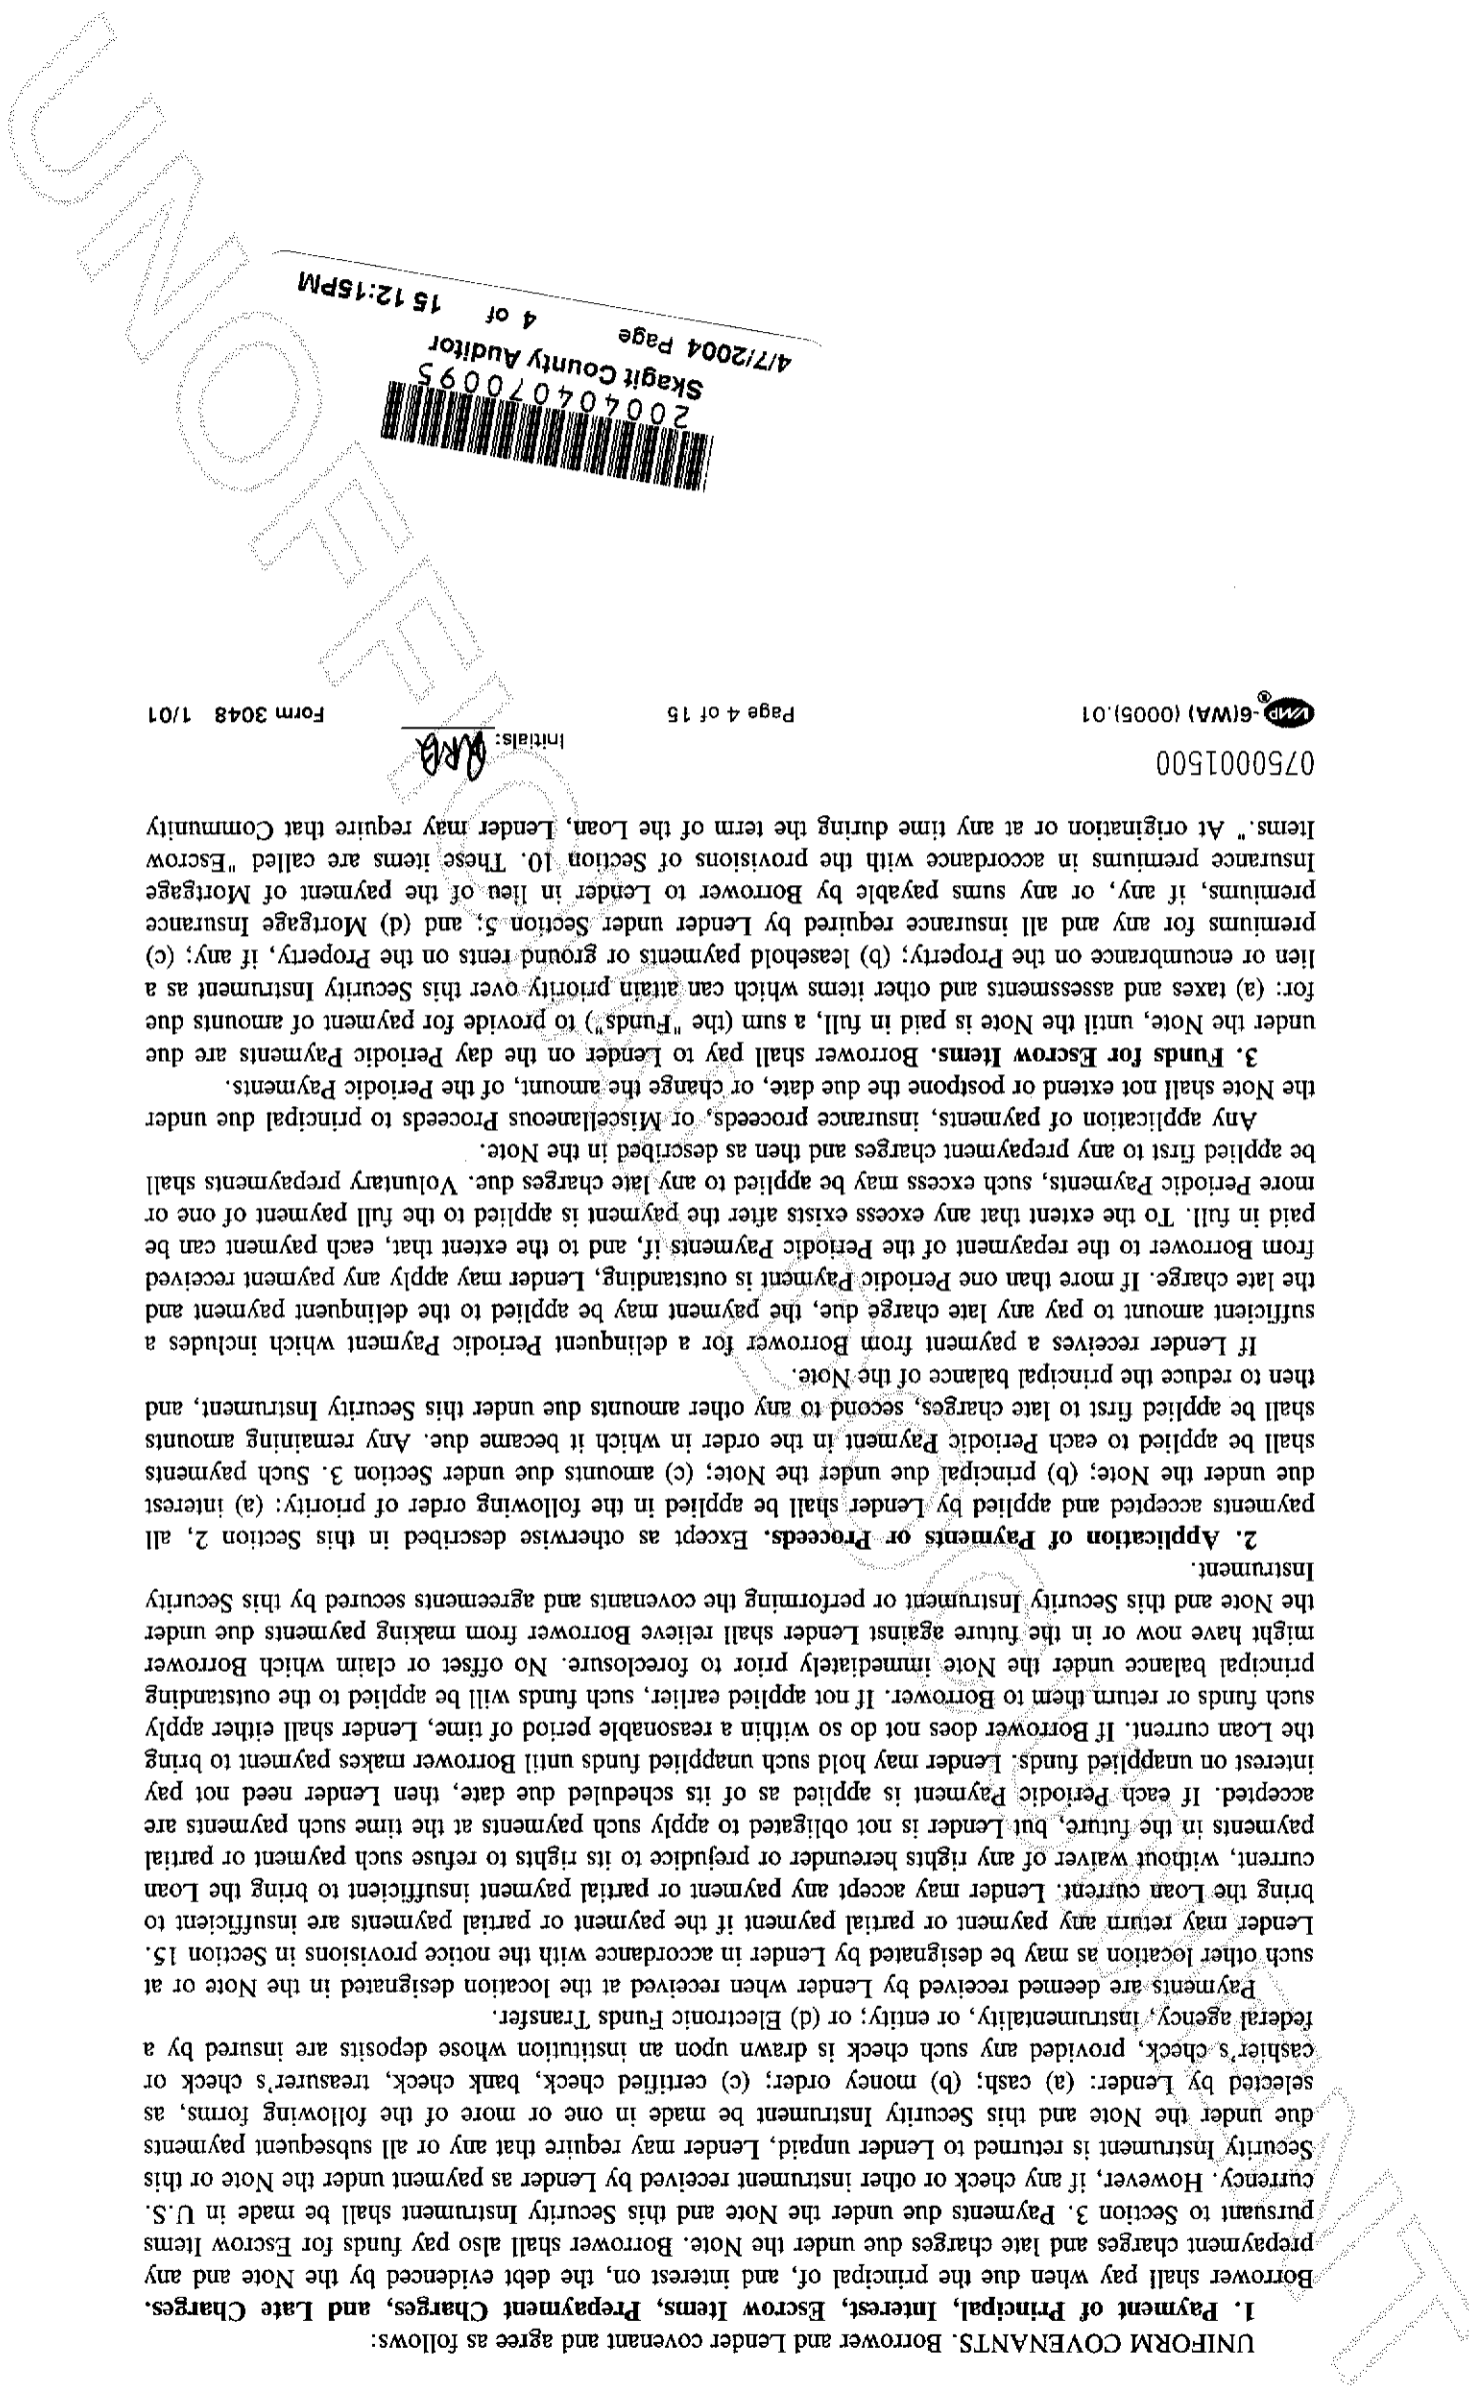 UNIFORM COVENANTS. Borrower and Lender covenant and agree as follows:
1. Payment of Principal, Interest, Escrow Items, Prepayment Charges, and Late Charges.
Borrower shall pay when due the principal of, and interest on, the debt evidenced by the Note and any
prepayment charges and late charges due under the Note. Borrower shall also pay funds for Escrow Items
pursuant to Section 3. Payments due under the Note and this Security Instrument shall be made in U.S.
currency. However, if any check or other instrument received by Lender as payment under the Note or this
Security Instrument is returned to Lender unpaid, Lender may require that any or all subsequent payments
due under the Note and this Security Instrument be made in one or more of the following forms, as
selected by Lender: (a) cash; (b) money order; (c) certified check, bank check, treasurer's check or
cashier's check, provided any such check is drawn upon an institution whose deposits are insured by a
federal agency, instrumentality, or entity; or (d) Electronic Funds Transfer.
Payments are deemed received by Lender when received at the location designated in the Note or at
such other location as may be designated by Lender in accordance with the notice provisions in Section 15.
Lender may return any payment or partial payment if the payment or partial payments are insufficient to
bring the Loan current. Lender may accept any payment or partial payment insufficient to bring the Loan
current, without waiver of any rights hereunder or prejudice to its rights to refuse such payment or partial
payments in the future, but Lender is not obligated to apply such payments at the time such payments are
accepted. If each Periodic Payment is applied as of its scheduled due date, then Lender need not pay
interest on unapplied funds. Lender may hold such unapplied funds until Borrower makes payment to bring
the Loan current. If Borrower does not do so within a reasonable period of time, Lender shall either apply
such funds or return them to Borrower. If not applied earlier, such funds will be applied to the outstanding
principal balance under the Note immediately prior to foreclosure. No offset or claim which Borrower
might have now or in the future against Lender shall relieve Borrower from making payments due under
the Note and this Security Instrument or performing the covenants and agreements secured by this Security
Instrument.
2. Application of Payments or Proceeds. Except as otherwise described in this Section 2, all
payments accepted and applied by Lender shall be applied in the following order of priority: (a) interest
due under the Note; (b) principal due under the Note; (c) amounts due under Section 3. Such payments
shall be applied to each Periodic Payment in the order in which it became due. Any remaining amounts
shall be applied first to late charges, second to any other amounts due under this Security Instrument, and
then to reduce the principal balance of the Note.
If Lender receives a payment from Borrower for a delinquent Periodic Payment which includes a
sufficient amount to pay any late charge due, the payment may be applied to the delinquent payment and
the late charge. If more than one Periodic Payment is outstanding, Lender may apply any payment received
from Borrower to the repayment of the Periodic Payments if, and to the extent that, each payment can be
paid in full. To the extent that any excess exists after the payment is applied to the full payment of one or
more Periodic Payments, such excess may be applied to any late charges due. Voluntary prepayments shall
be applied first to any prepayment charges and then as described in the Note.
Any application of payments, insurance proceeds, or Miscellaneous Proceeds to principal due under
the Note shall not extend or postpone the due date, or change the amount, of the Periodic Payments.
3. Funds for Escrow Items. Borrower shall pay to Lender on the day Periodic Payments are due
under the Note, until the Note is paid in full, a sum (the "Funds") to provide for payment of amounts due
for: (a) taxes and assessments and other items which can attain priority over this Security Instrument as a
lien or encumbrance on the Property; (b) leasehold payments or ground rents on the Property, if any; (c)
premiums for any and all insurance required by Lender under Section 5; and (d) Mortgage Insurance
premiums, if any, or any sums payable by Borrower to Lender in lieu of the payment of Mortgage
Insurance premiums in accordance with the provisions of Section 10. These items are called "Escrow
Items." At origination or at any time during the term of the Loan, Lender may require that Community
0750001500
Initials: RRB
VMP®-6(WA) (0005).01 Page 4 of 15 Form 3048 1/01
200404070095
Skagit County Auditor
4/7/2004 Page 4 of 15 12:15PM
UNOFFICIAL DOCUMENT